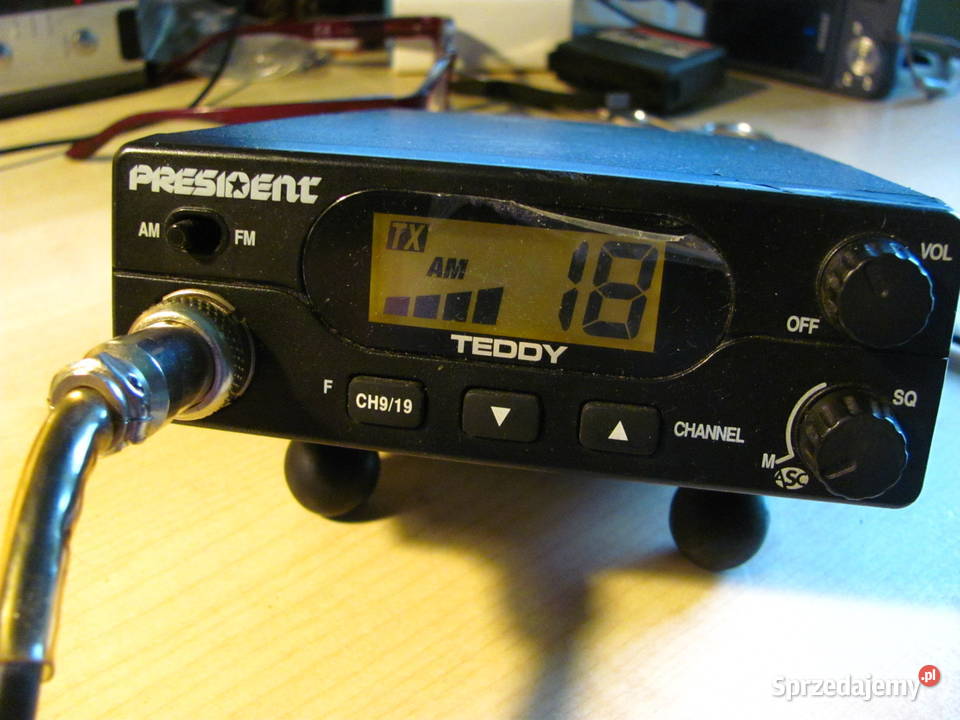 PRESIDENT
AM FM
TX
AM
18
VOL
OFF
TEDDY
F CH9/19 ▼ ▲ CHANNEL
SQ
M
ASC
Sprzedajemy.pl